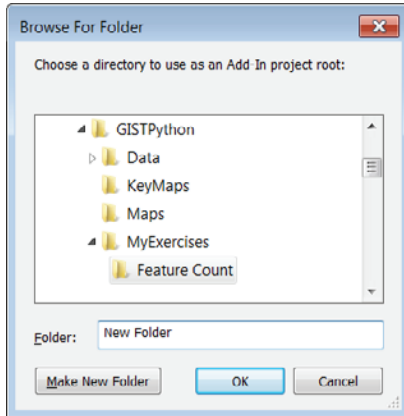 Browse For Folder
Choose a directory to use as an Add-In project root:
GISTPython
Data
KeyMaps
Maps
MyExercises
Feature Count
Folder: New Folder
Make New Folder OK Cancel